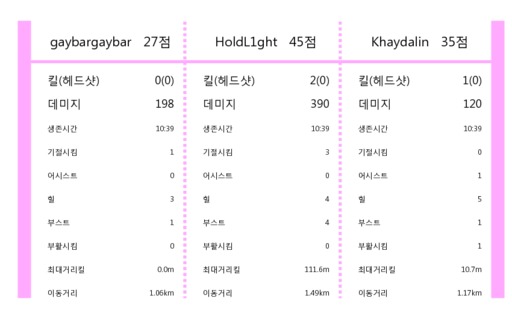 gaybargaybar 27점 HoldL1ght 45점 Khaydalin 35점
킬(헤드샷) 0(0) 킬(헤드샷) 2(0) 킬(헤드샷) 1(0)
데미지 198 데미지 390 데미지 120
생존시간 10:39 생존시간 10:39 생존시간 10:39
기절시킴 1 기절시킴 3 기절시킴 0
어시스트 0 어시스트 0 어시스트 1
힐 3 힐 4 힐 5
부스트 1 부스트 4 부스트 1
부활시킴 0 부활시킴 0 부활시킴 1
최대거리킬 0.0m 최대거리킬 111.6m 최대거리킬 10.7m
이동거리 1.06km 이동거리 1.49km 이동거리 1.17km